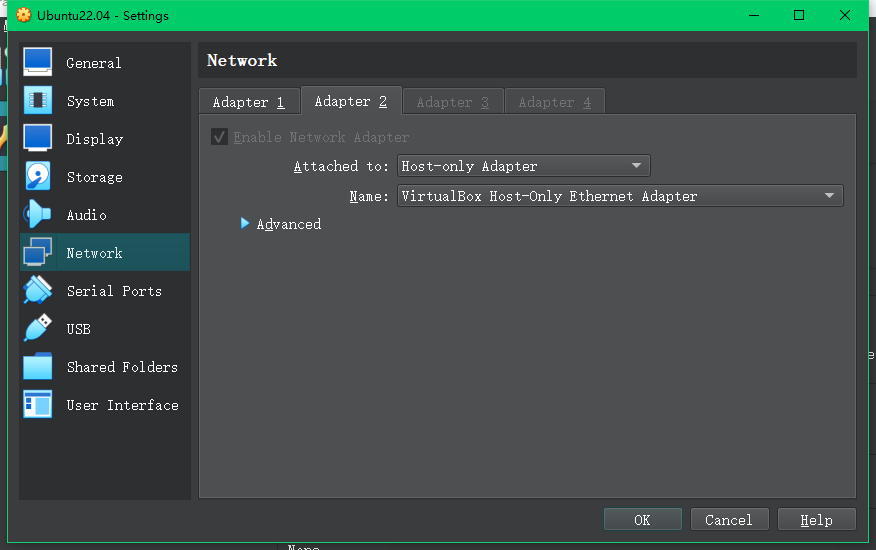 Ubuntu22.04 - Settings
General
System
Display
Storage
Audio
Network
Serial Ports
USB
Shared Folders
User Interface
Network
Adapter 1
Adapter 2
Adapter 3
Adapter 4
Enable Network Adapter
Attached to: Host-only Adapter
Name: VirtualBox Host-Only Ethernet Adapter
Advanced
OK
Cancel
Help